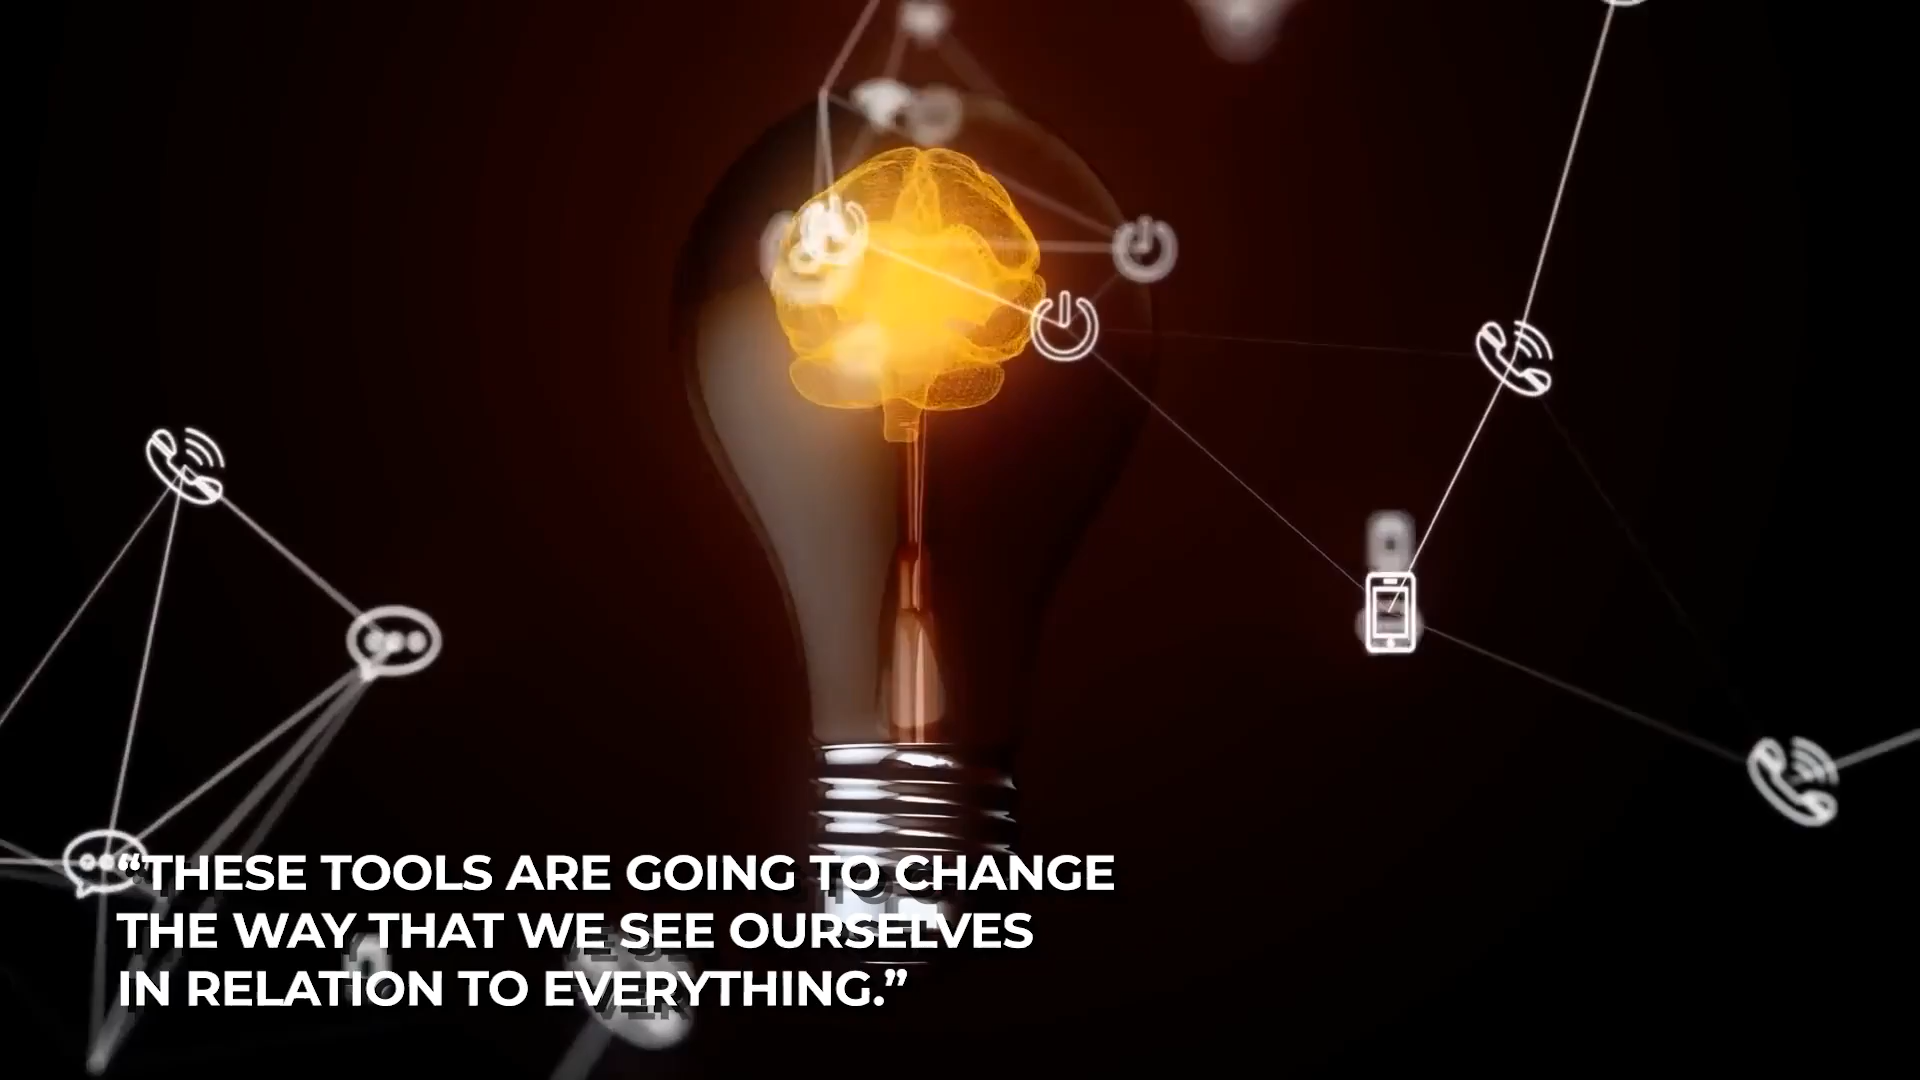 “THESE TOOLS ARE GOING TO CHANGE
THE WAY THAT WE SEE OURSELVES
IN RELATION TO EVERYTHING.”